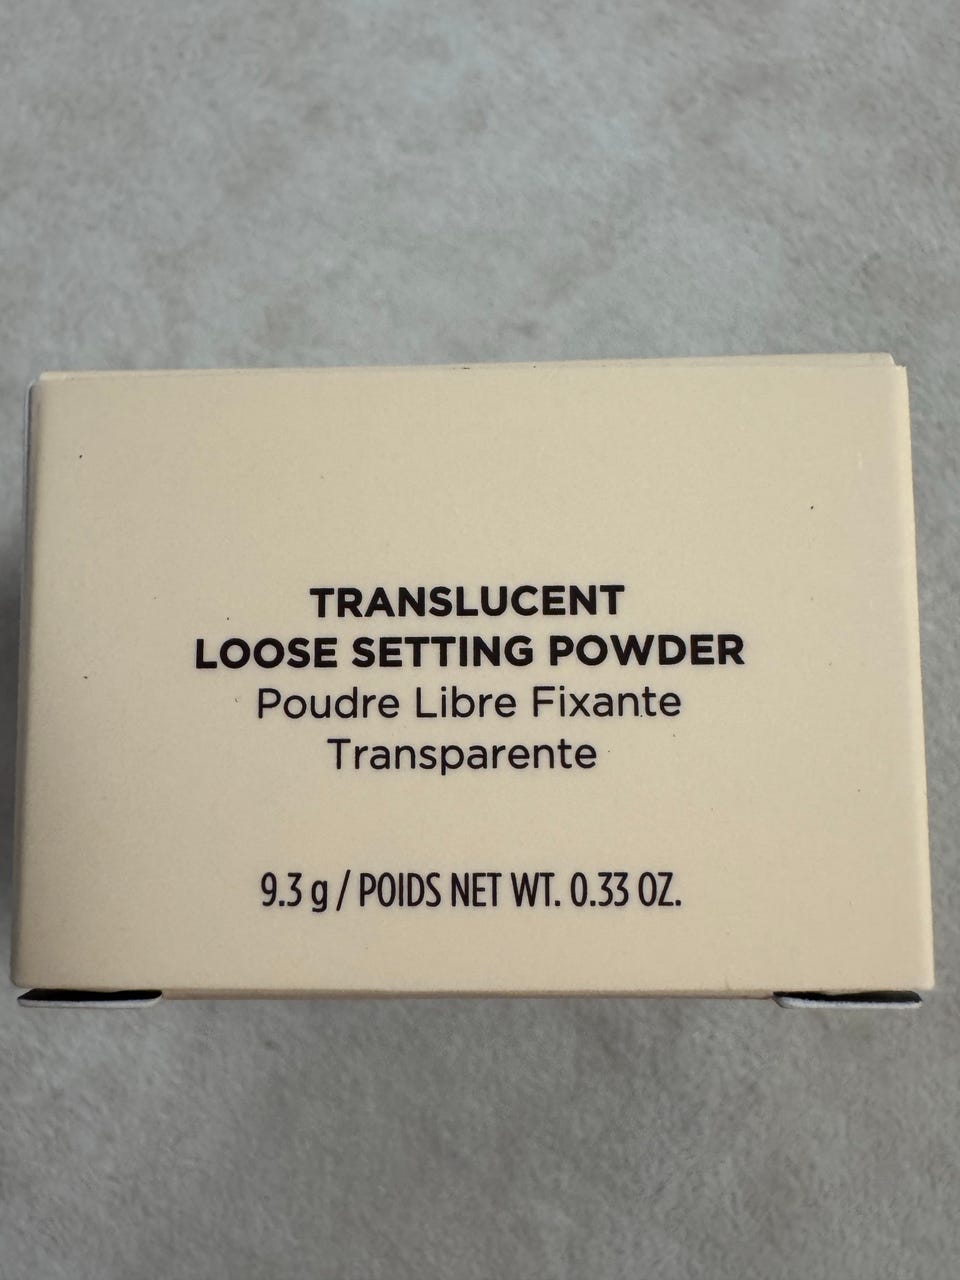 TRANSLUCENT
LOOSE SETTING POWDER
Poudre Libre Fixante
Transparente
9.3 g / POIDS NET WT. 0.33 OZ.